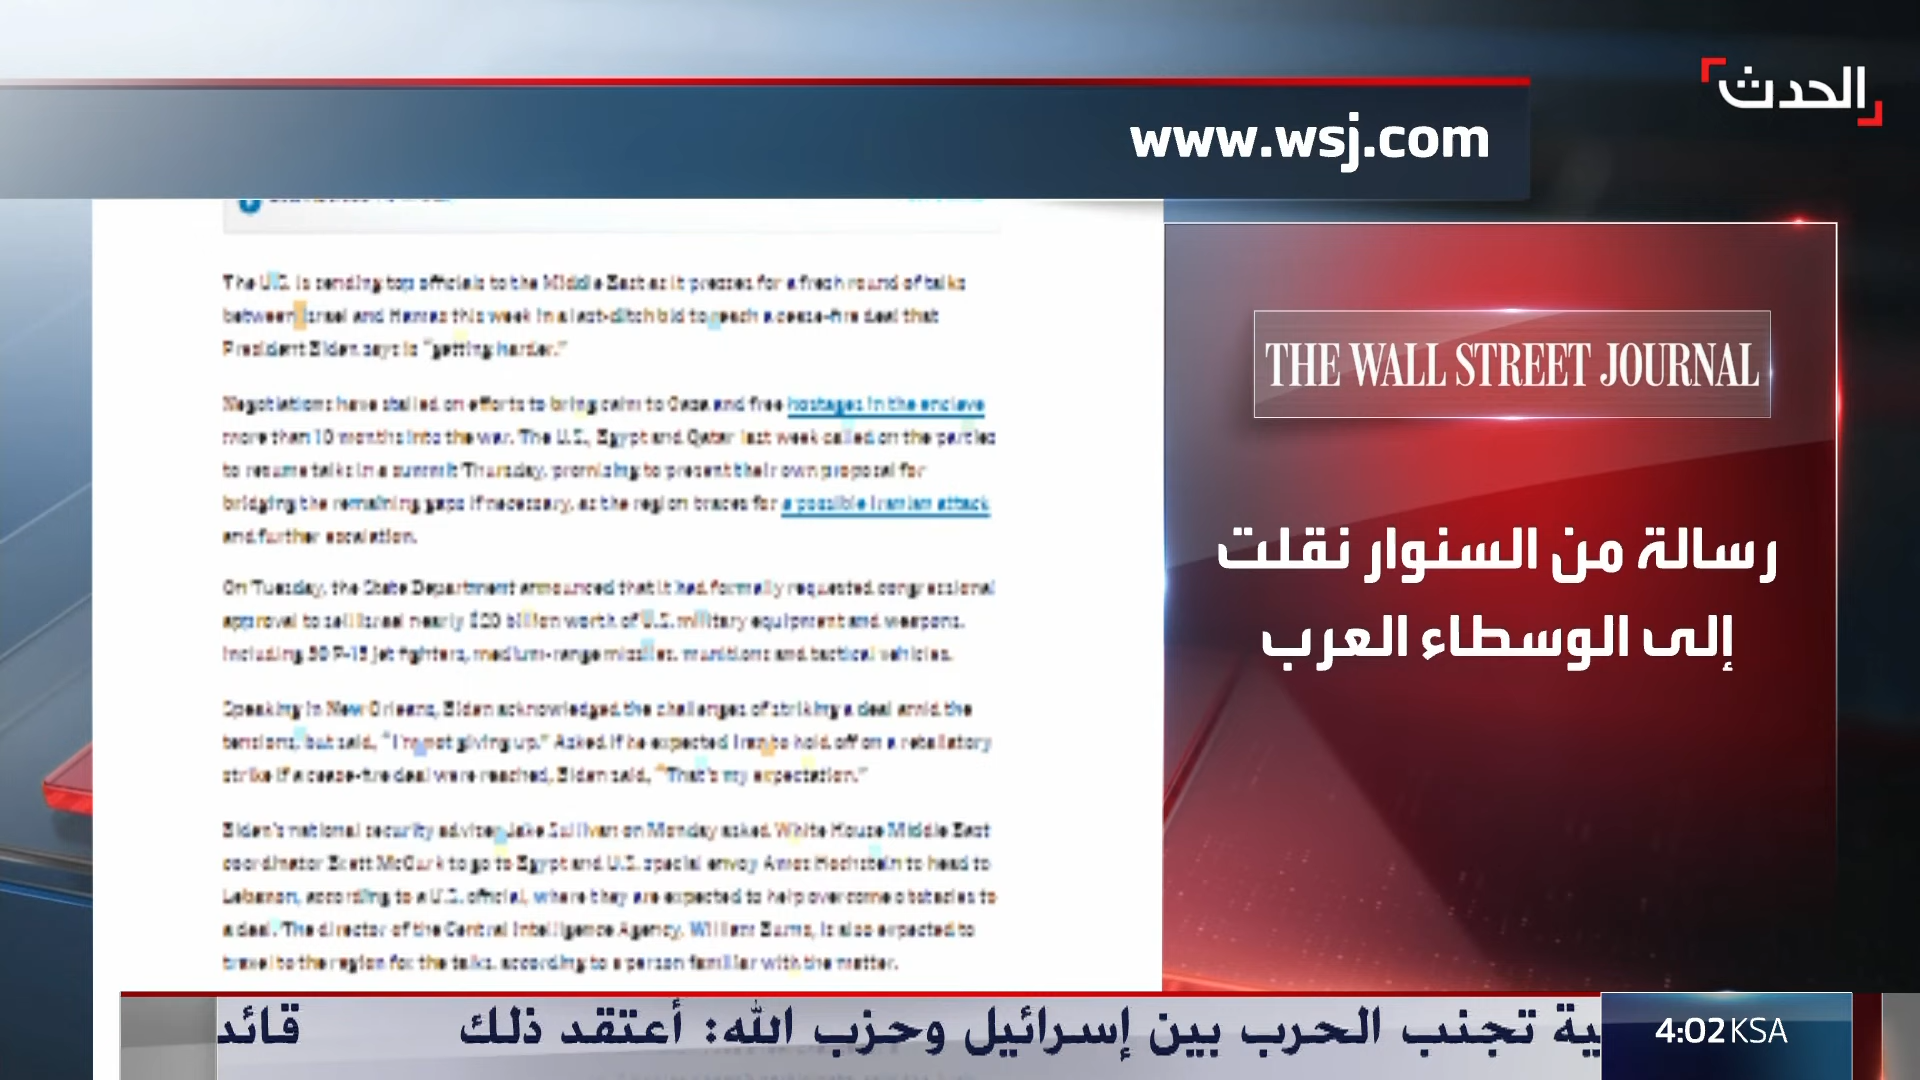 الحدث
www.wsj.com
The U.S. is sending top officials to the Middle East as it presses for a fresh round of talks
between Israel and Hamas this week in a last-ditch bid to reach a cease-fire deal that
President Biden says is "getting harder."
Negotiations have stalled on efforts to bring calm to Gaza and free hostages in the enclave
more than 10 months into the war. The U.S., Egypt and Qatar last week called on the parties
to resume talks in a summit Thursday, promising to present their own proposal for
bridging the remaining gaps if necessary, as the region braces for a possible Iranian attack
and further escalation.
On Tuesday, the State Department announced that it had formally requested congressional
approval to sell Israel nearly $20 billion worth of U.S. military equipment and weapons,
including 50 F-15 jet fighters, medium-range missiles, munitions and tactical vehicles.
Speaking in New Orleans, Biden acknowledged the challenges of striking a deal amid the
tensions, but said, "I'm not giving up." Asked if he expected Iran to hold off on a retaliatory
strike if a cease-fire deal were reached, Biden said, "That's my expectation."
Biden's national security adviser Jake Sullivan on Monday asked White House Middle East
coordinator Brett McGurk to go to Egypt and U.S. special envoy Amos Hochstein to head to
Lebanon, according to a U.S. official, where they are expected to help overcome obstacles to
a deal. The director of the Central Intelligence Agency, William Burns, is also expected to
travel to the region for the talks, according to a person familiar with the matter.
THE WALL STREET JOURNAL
رسالة من السنوار نقلت
إلى الوسطاء العرب
ية تجنب الحرب بين إسرائيل وحزب الله: أعتقد ذلك قائد
4:02 KSA